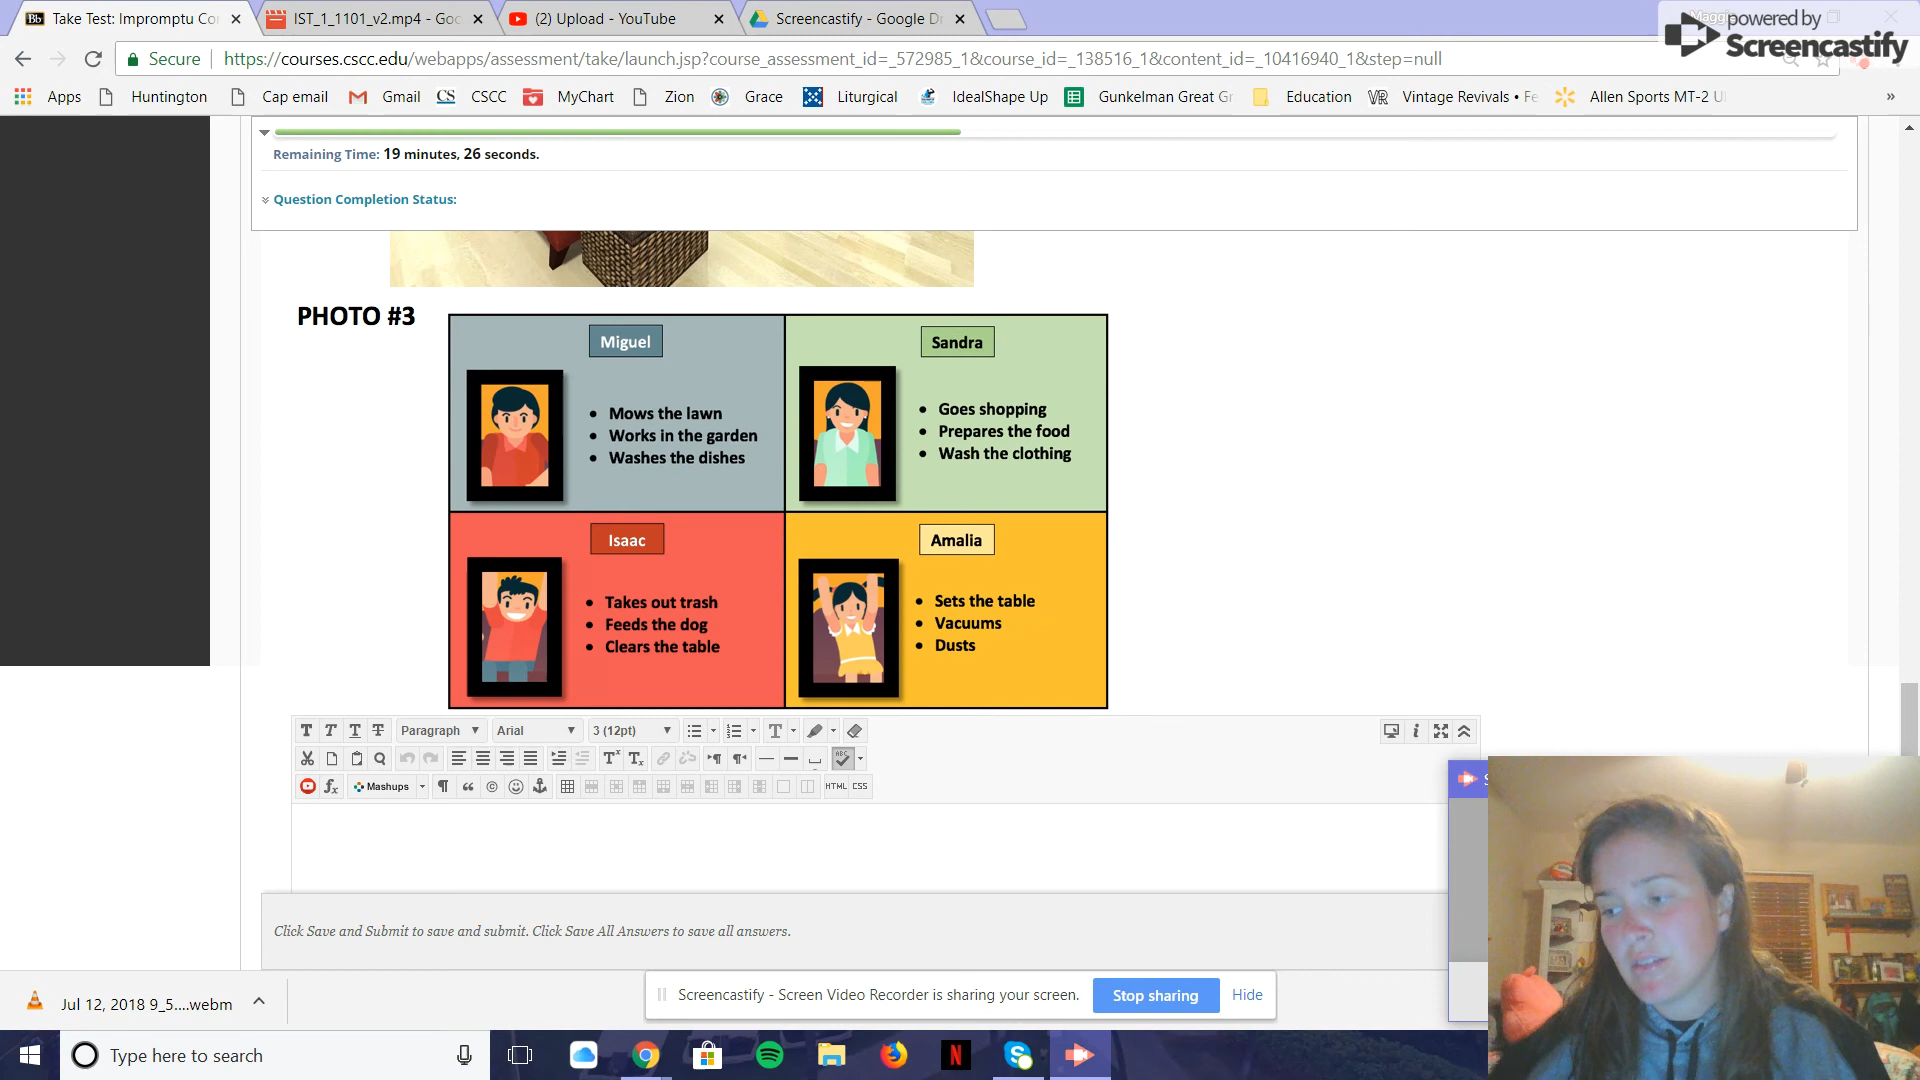 Take Test: Impromptu Co
IST_1_1101_v2.mp4 - Goo
(2) Upload - YouTube
Screencastify - Google Dr
powered by
Screencastify
Secure
https://courses.cscc.edu/webapps/assessment/take/launch.jsp?course_assessment_id=_572985_1&course_id=_138516_1&content_id=_10416940_1&step=null
Apps
Huntington
Cap email
Gmail
CS CSCC
MyChart
Zion
Grace
Liturgical
IdealShape Up
Gunkelman Great Gr
Education
VR Vintage Revivals • Fe
Allen Sports MT-2 U
»
Remaining Time: 19 minutes, 26 seconds.
Question Completion Status:
PHOTO #3
Miguel
• Mows the lawn
• Works in the garden
• Washes the dishes
Sandra
• Goes shopping
• Prepares the food
• Wash the clothing
Isaac
• Takes out trash
• Feeds the dog
• Clears the table
Amalia
• Sets the table
• Vacuums
• Dusts
Paragraph
Arial
3 (12pt)
Mashups
HTML CSS
Click Save and Submit to save and submit. Click Save All Answers to save all answers.
Jul 12, 2018 9_5....webm
Screencastify - Screen Video Recorder is sharing your screen.
Stop sharing
Hide
Type here to search